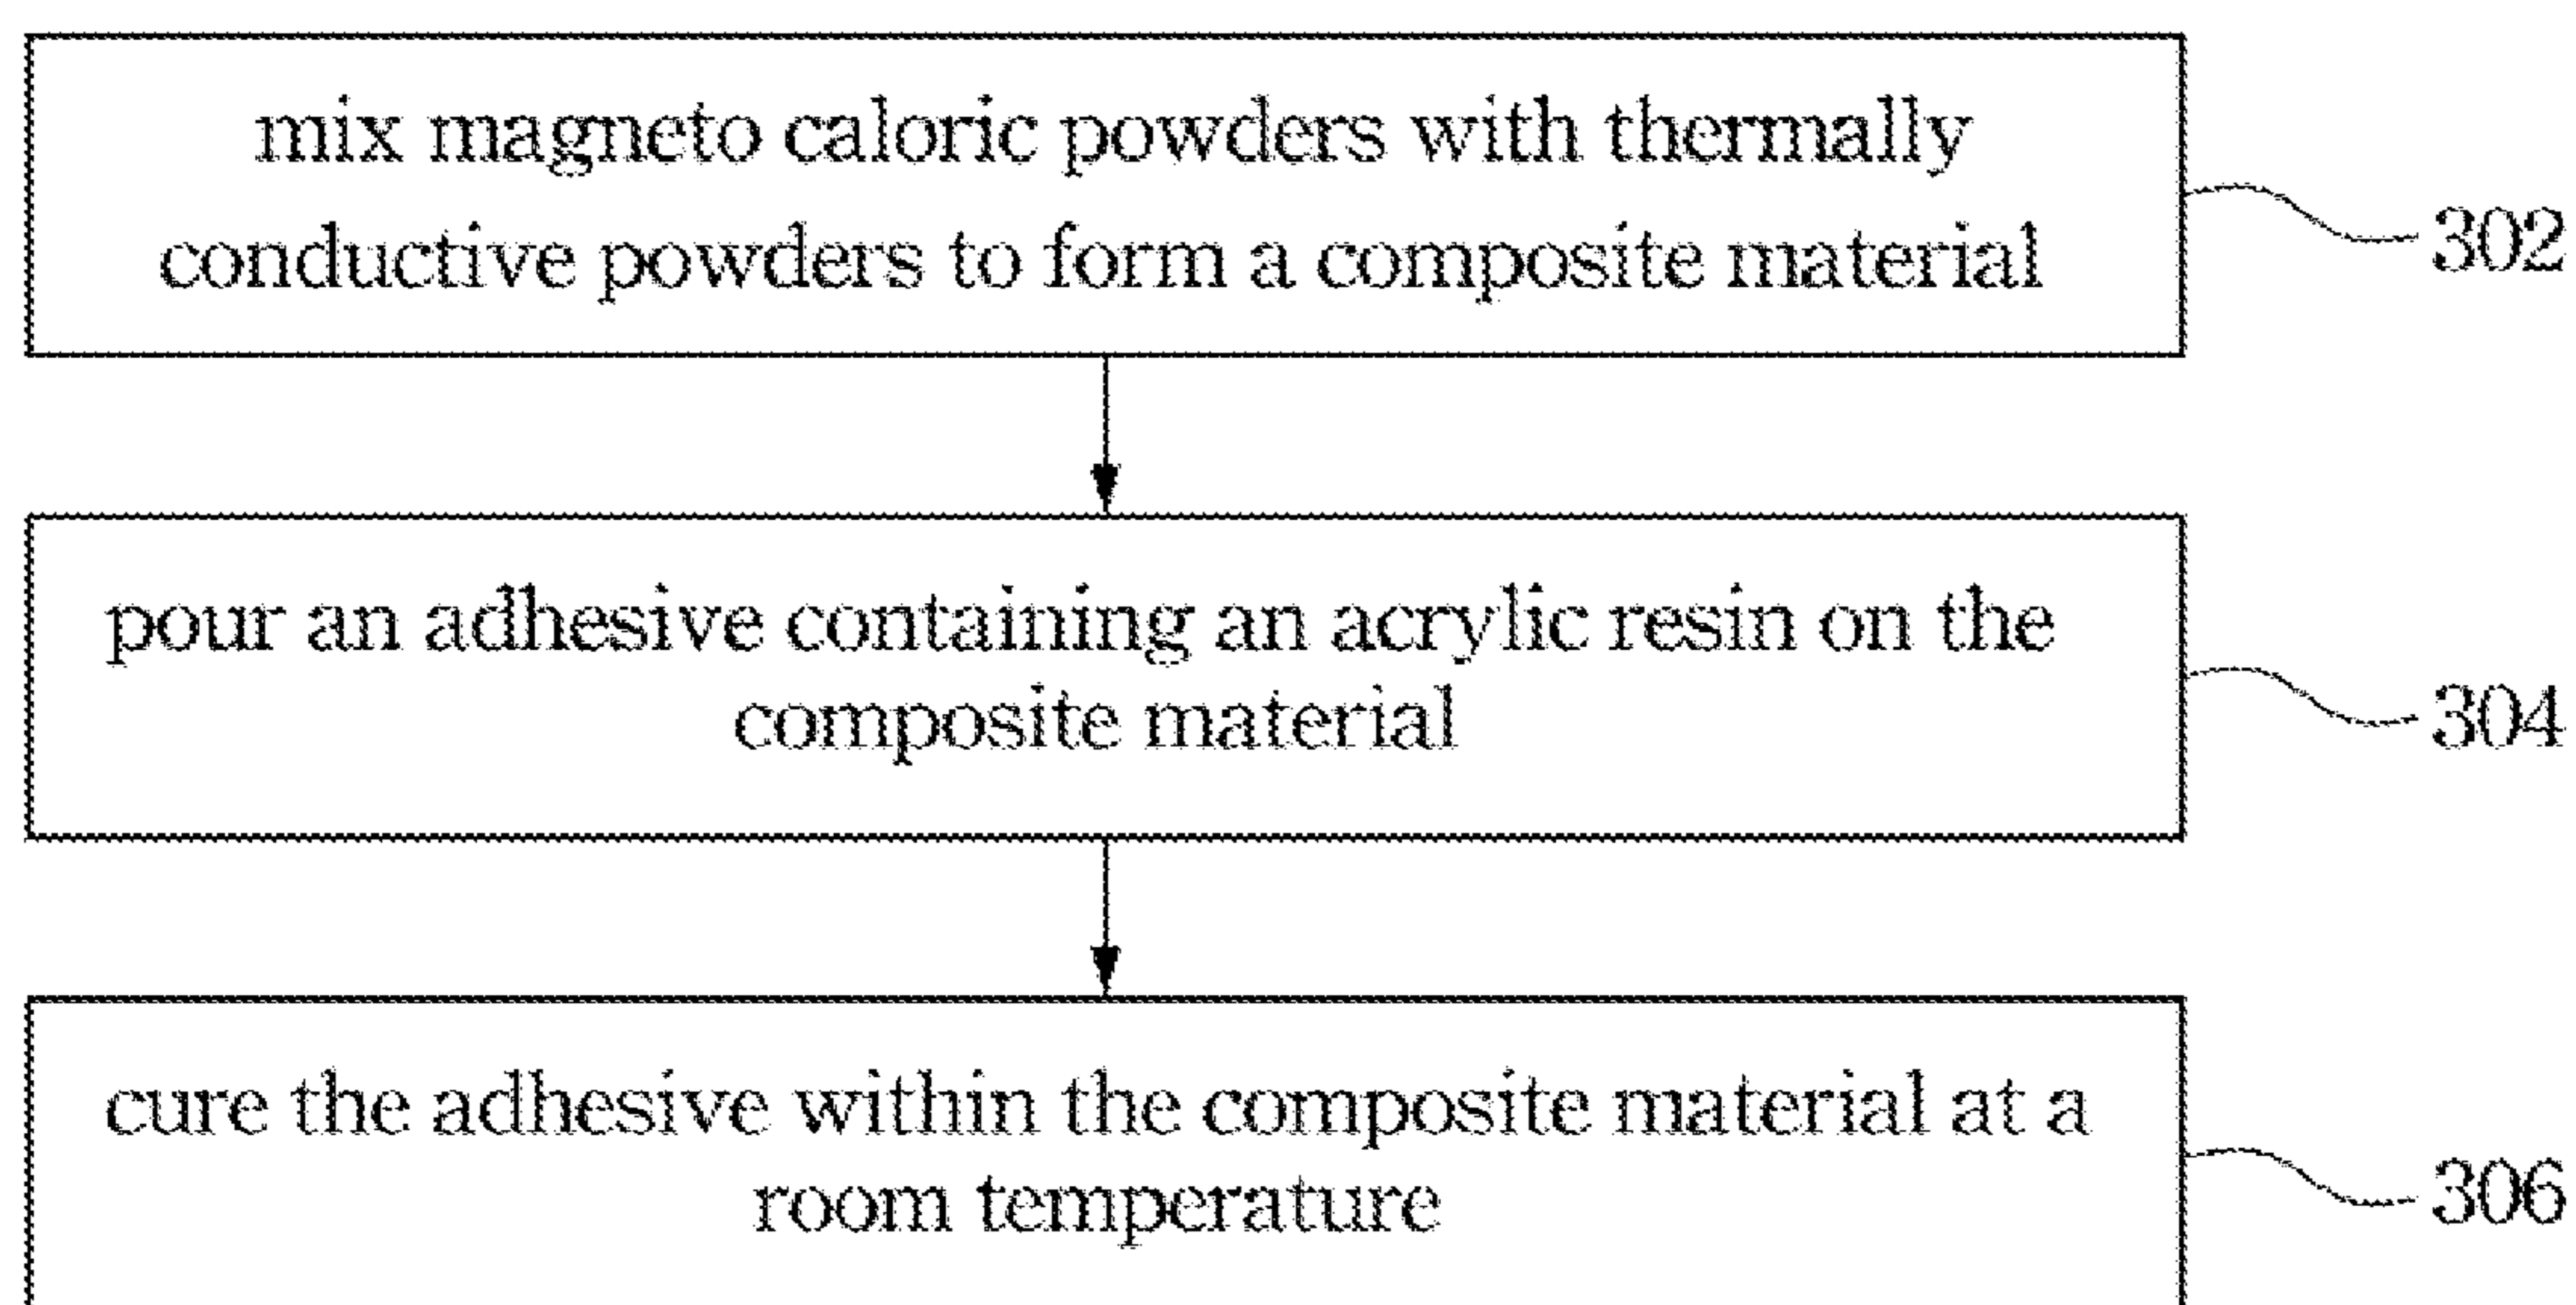 mix magneto caloric powders with thermally
conductive powders to form a composite material
302
pour an adhesive containing an acrylic resin on the
composite material
304
cure the adhesive within the composite material at a
room temperature
306